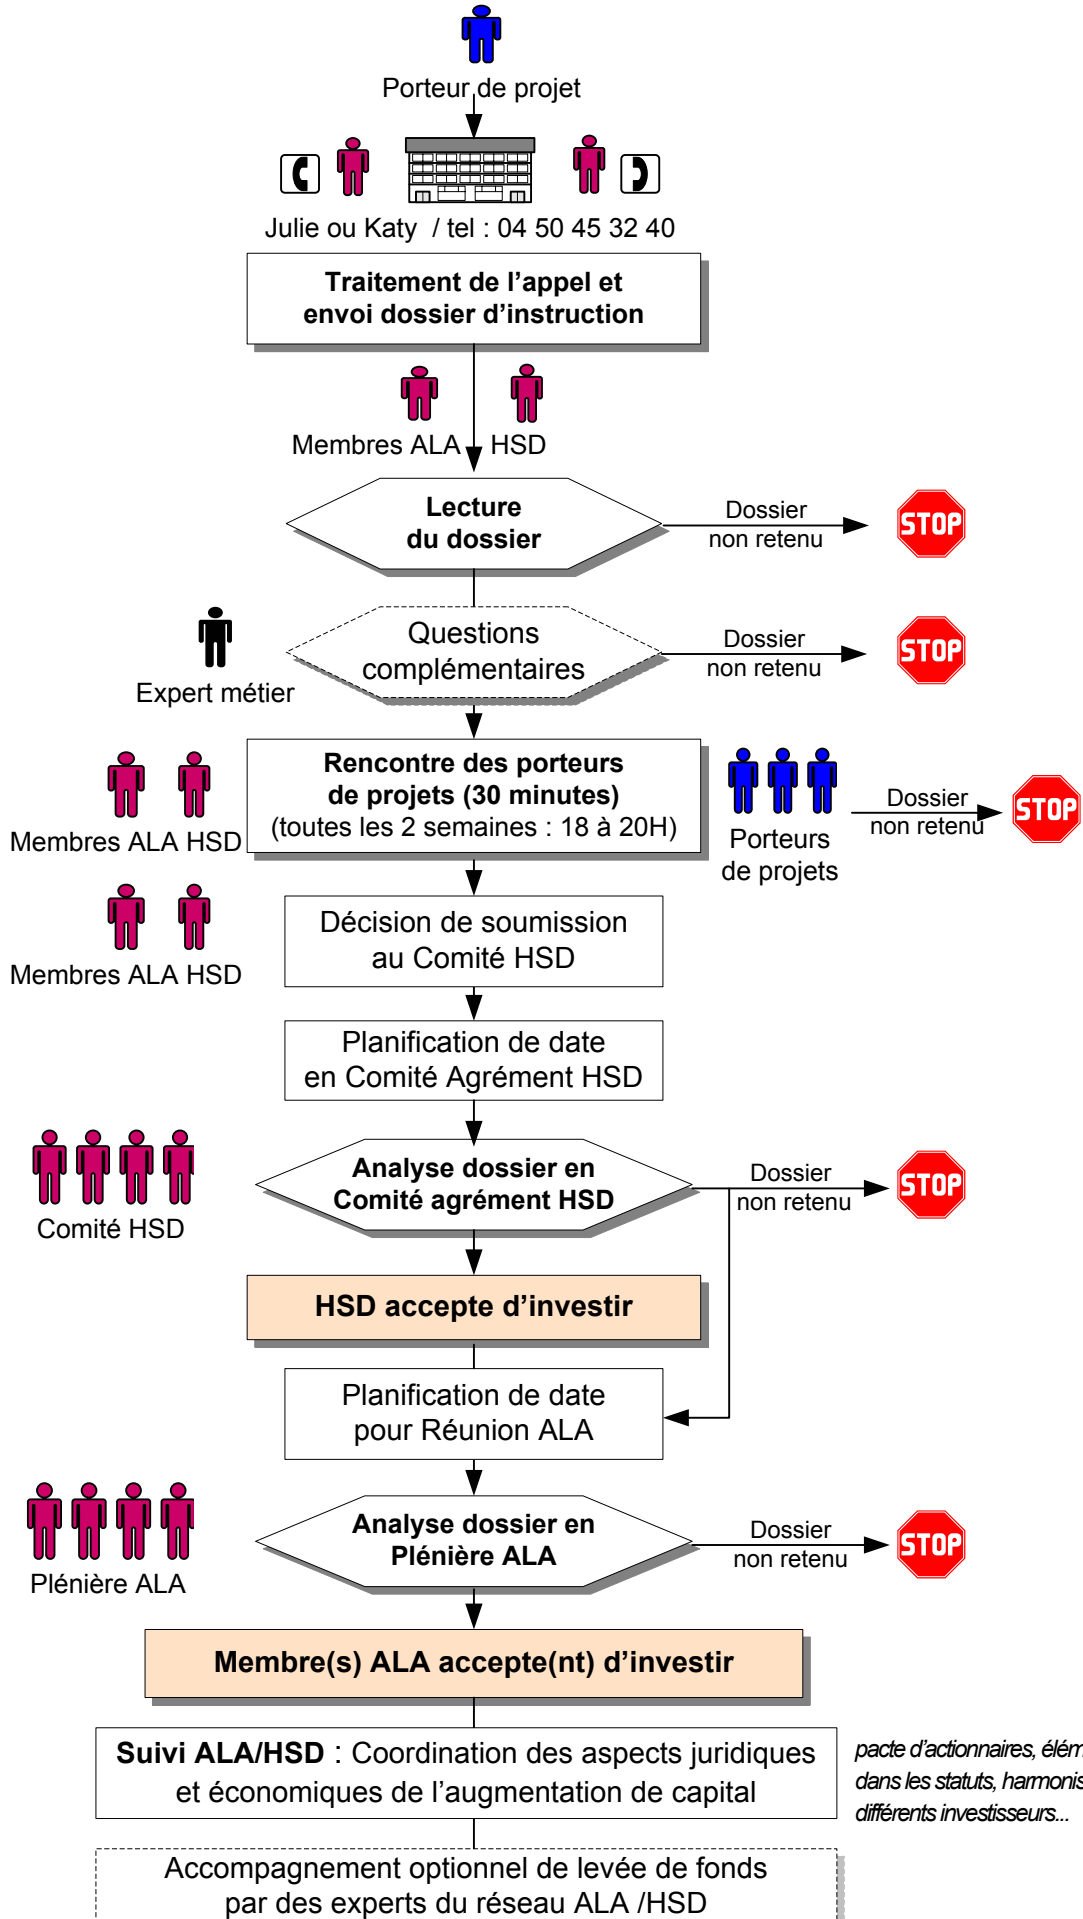 Porteur de projet
Julie ou Katy / tel : 04 50 45 32 40
Traitement de l'appel et
envoi dossier d'instruction
Membres ALA HSD
Lecture
du dossier
Dossier
non retenu
STOP
Questions
complémentaires
Expert métier
Dossier
non retenu
STOP
Rencontre des porteurs
de projets (30 minutes)
(toutes les 2 semaines : 18 à 20H)
Membres ALA HSD
Porteurs
de projets
Dossier
non retenu
STOP
Décision de soumission
au Comité HSD
Membres ALA HSD
Planification de date
en Comité Agrément HSD
Analyse dossier en
Comité agrément HSD
Comité HSD
Dossier
non retenu
STOP
HSD accepte d'investir
Planification de date
pour Réunion ALA
Analyse dossier en
Plénière ALA
Plénière ALA
Dossier
non retenu
STOP
Membre(s) ALA accepte(nt) d'investir
Suivi ALA/HSD : Coordination des aspects juridiques
et économiques de l'augmentation de capital
pacte d'actionnaires,
dans les statuts,
différents investisseurs...
Accompagnement optionnel de levée de fonds
par des experts du réseau ALA /HSD